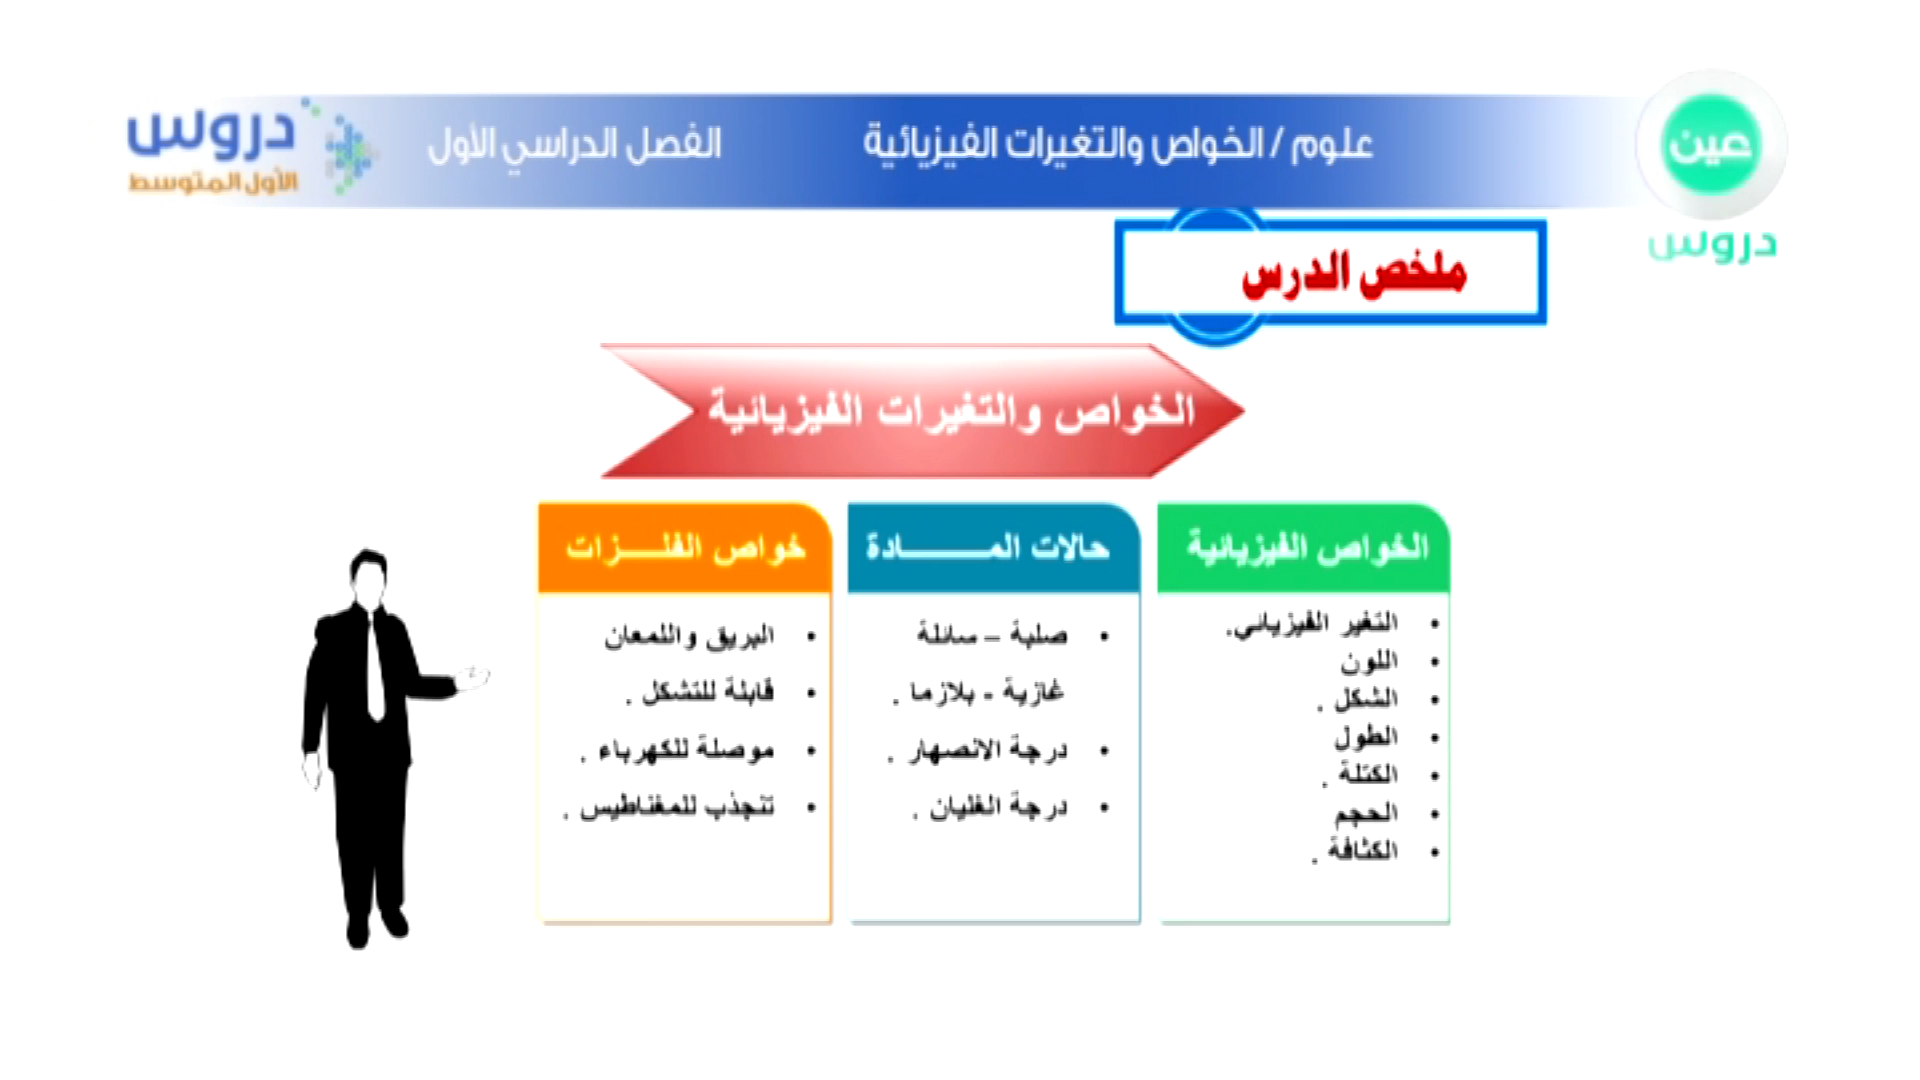 علوم / الخواص والتغيرات الفيزيائية
الفصل الدراسي الأول
دروس
الأول المتوسط
عين
دروس
ملخص الدرس
الخواص والتغيرات الفيزيائية
الخواص الفيزيائية
• التغير الفيزيائي.
• اللون
• الشكل .
• الطول
• الكتلة .
• الحجم
• الكثافة .
حالات المـــــــادة
• صلبة – سائلة
غازية - بلازما .
• درجة الانصهار .
• درجة الغليان .
خواص الفلـــزات
• البريق واللمعان
• قابلة للتشكل .
• موصلة للكهرباء .
• تنجذب للمغناطيس .